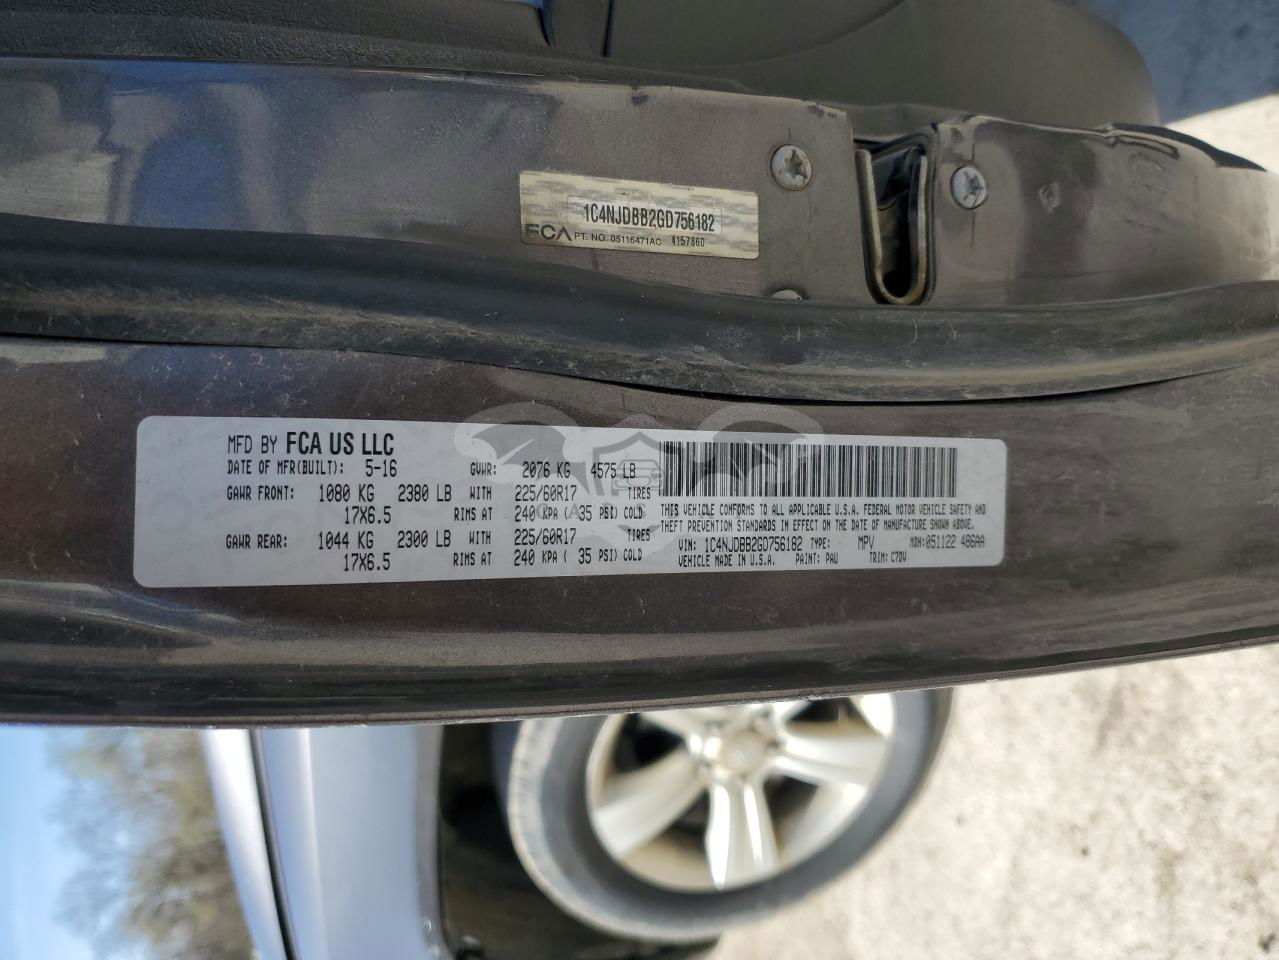 1C4NJDBB2GD756182
FCA PT. NO. 05116471AC 4157860
MFD BY FCA US LLC
DATE OF MFR(BUILT): 5-16 GVWR: 2076 KG 4575 LB
GAWR FRONT: 1080 KG 2380 LB WITH 225/60R17 TIRES
17X6.5 RIMS AT 240 KPA ( 35 PSI) COLD
GAWR REAR: 1044 KG 2300 LB WITH 225/60R17 TIRES
17X6.5 RIMS AT 240 KPA ( 35 PSI) COLD
THIS VEHICLE CONFORMS TO ALL APPLICABLE U.S.A. FEDERAL MOTOR VEHICLE SAFETY AND
THEFT PREVENTION STANDARDS IN EFFECT ON THE DATE OF MANUFACTURE SHOWN ABOVE.
VIN: 1C4NJDBB2GD756182 TYPE: MPV MDH: 051122 486AA
VEHICLE MADE IN U.S.A. PAINT: PAU TRIM: C7DV